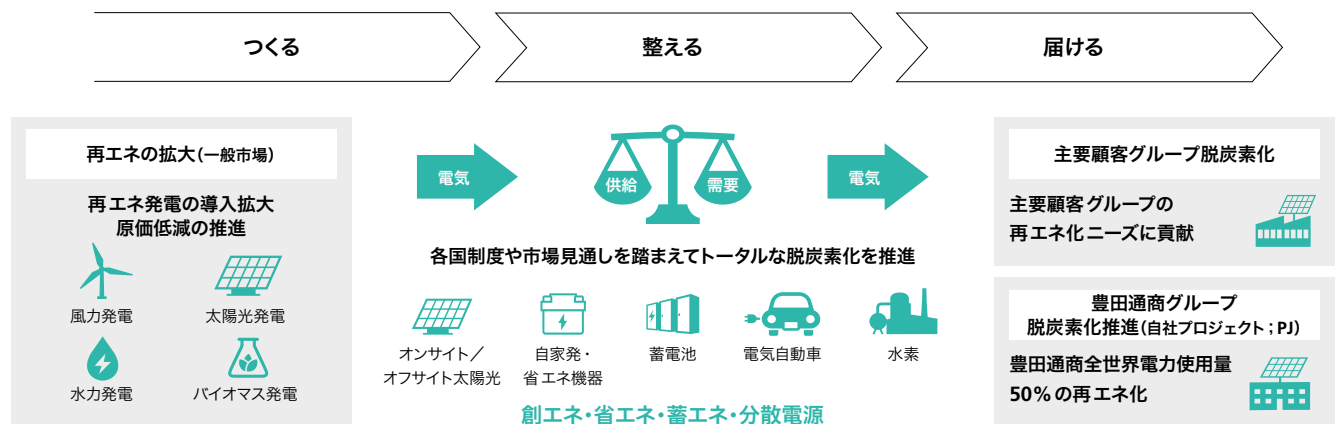 つくる
整える
届ける
再エネの拡大(一般市場)
再エネ発電の導入拡大
原価低減の推進
風力発電
太陽光発電
水力発電
バイオマス発電
電気
供給
需要
電気
各国制度や市場見通しを踏まえてトータルな脱炭素化を推進
オンサイト／
オフサイト太陽光
自家発・
省エネ機器
蓄電池
電気自動車
水素
創エネ・省エネ・蓄エネ・分散電源
主要顧客グループ脱炭素化
主要顧客グループの
再エネ化ニーズに貢献
豊田通商グループ
脱炭素化推進(自社プロジェクト；PJ)
豊田通商全世界電力使用量
50%の再エネ化